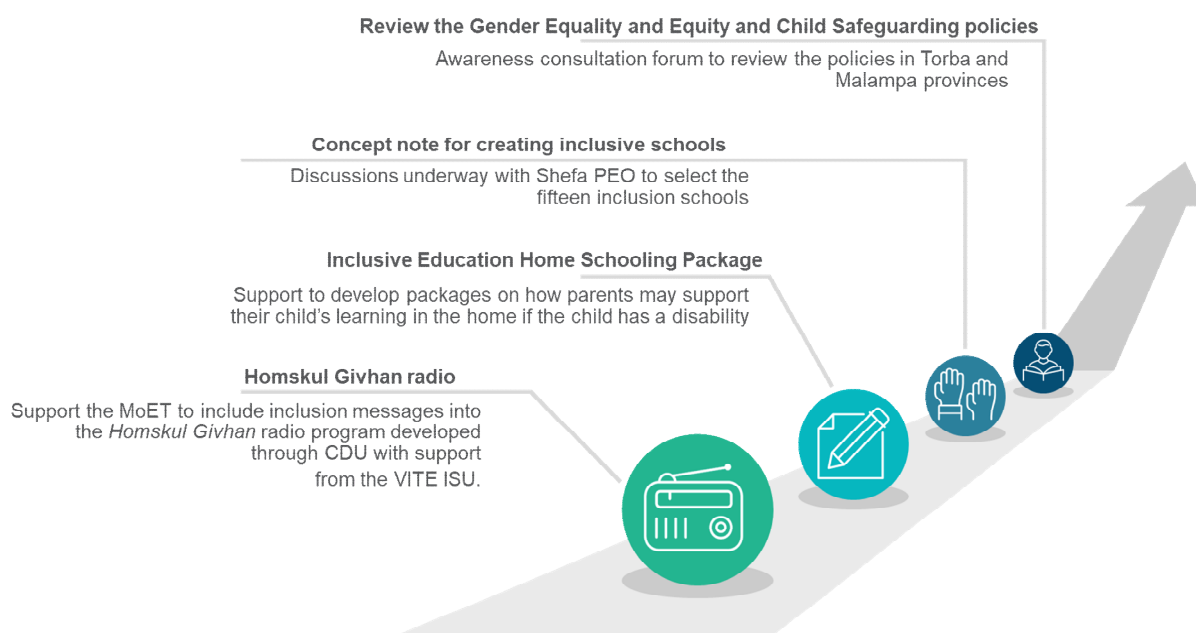 Review the Gender Equality and Equity and Child Safeguarding policies
Awareness consultation forum to review the policies in Torba and
Malampa provinces
Concept note for creating inclusive schools
Discussions underway with Shefa PEO to select the
fifteen inclusion schools
Inclusive Education Home Schooling Package
Support to develop packages on how parents may support
their child's learning in the home if the child has a disability
Homskul Givhan radio
Support the MoET to include inclusion messages into
the Homskul Givhan radio program developed
through CDU with support
from the VITE ISU.